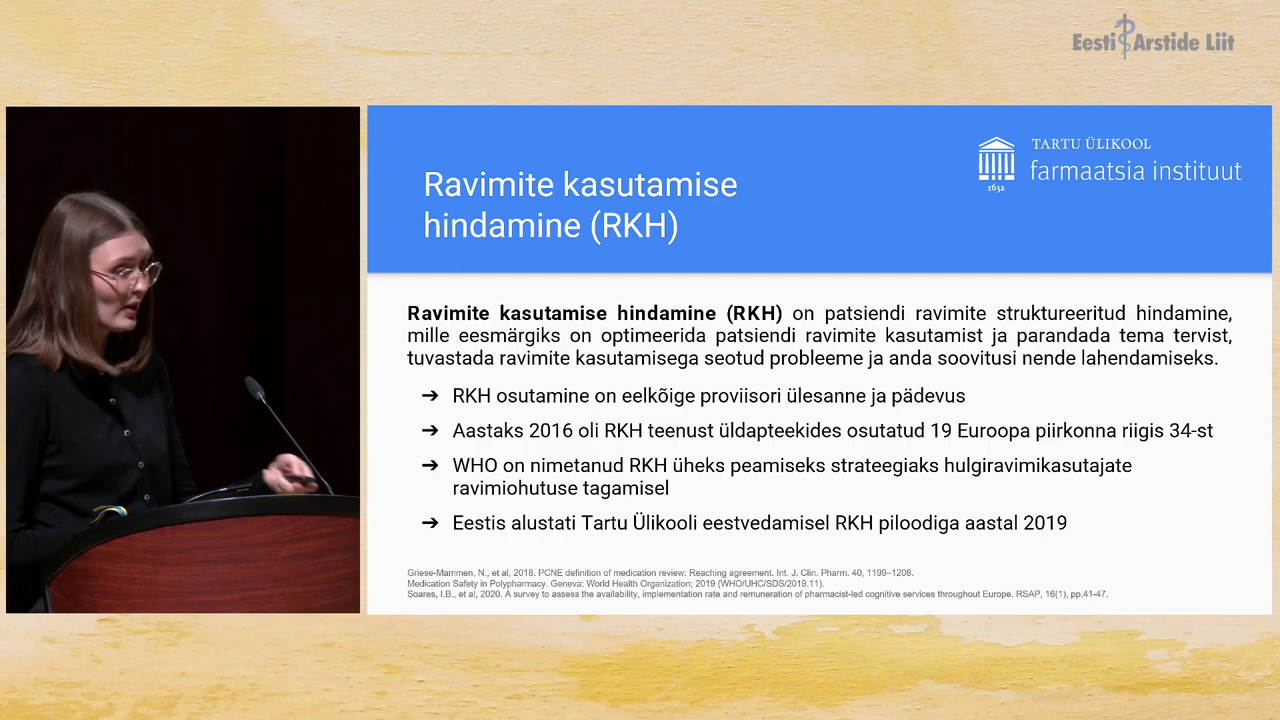 Eesti Arstide Liit
TARTU ÜLIKOOL
farmaatsia instituut
1632
Ravimite kasutamise
hindamine (RKH)
Ravimite kasutamise hindamine (RKH) on patsiendi ravimite struktureeritud hindamine,
mille eesmärgiks on optimeerida patsiendi ravimite kasutamist ja parandada tema tervist,
tuvastada ravimite kasutamisega seotud probleeme ja anda soovitusi nende lahendamiseks.
➔ RKH osutamine on eelkõige proviisori ülesanne ja pädevus
➔ Aastaks 2016 oli RKH teenust üldapteekides osutatud 19 Euroopa piirkonna riigis 34-st
➔ WHO on nimetanud RKH üheks peamiseks strateegiaks hulgiravimikasutajate
ravimiohutuse tagamisel
➔ Eestis alustati Tartu Ülikooli eestvedamisel RKH piloodiga aastal 2019
Griese-Mammen, N., et al, 2018. PCNE definition of medication review: Reaching agreement. Int. J. Clin. Pharm. 40, 1199–1208.
Medication Safety in Polypharmacy. Geneva: World Health Organization; 2019 (WHO/UHC/SDS/2019.11).
Soares, I.B., et al, 2020. A survey to assess the availability, implementation rate and remuneration of pharmacist-led cognitive services throughout Europe. RSAP, 16(1), pp.41-47.